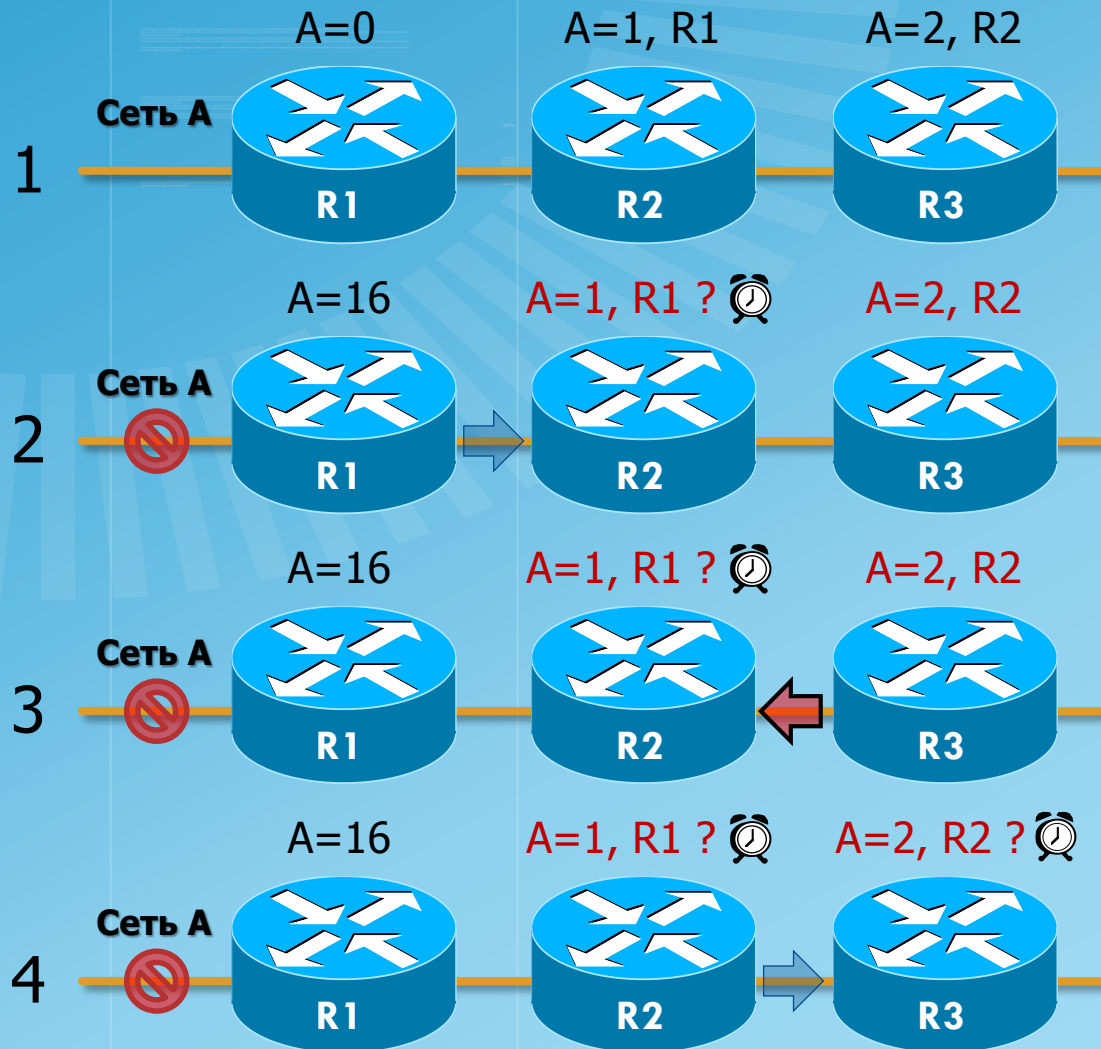 A=0 A=1, R1 A=2, R2
Сеть А
1
R1 R2 R3
A=16 A=1, R1 ? A=2, R2
Сеть А
2
R1 R2 R3
A=16 A=1, R1 ? A=2, R2
Сеть А
3
R1 R2 R3
A=16 A=1, R1 ? A=2, R2 ?
Сеть А
4
R1 R2 R3